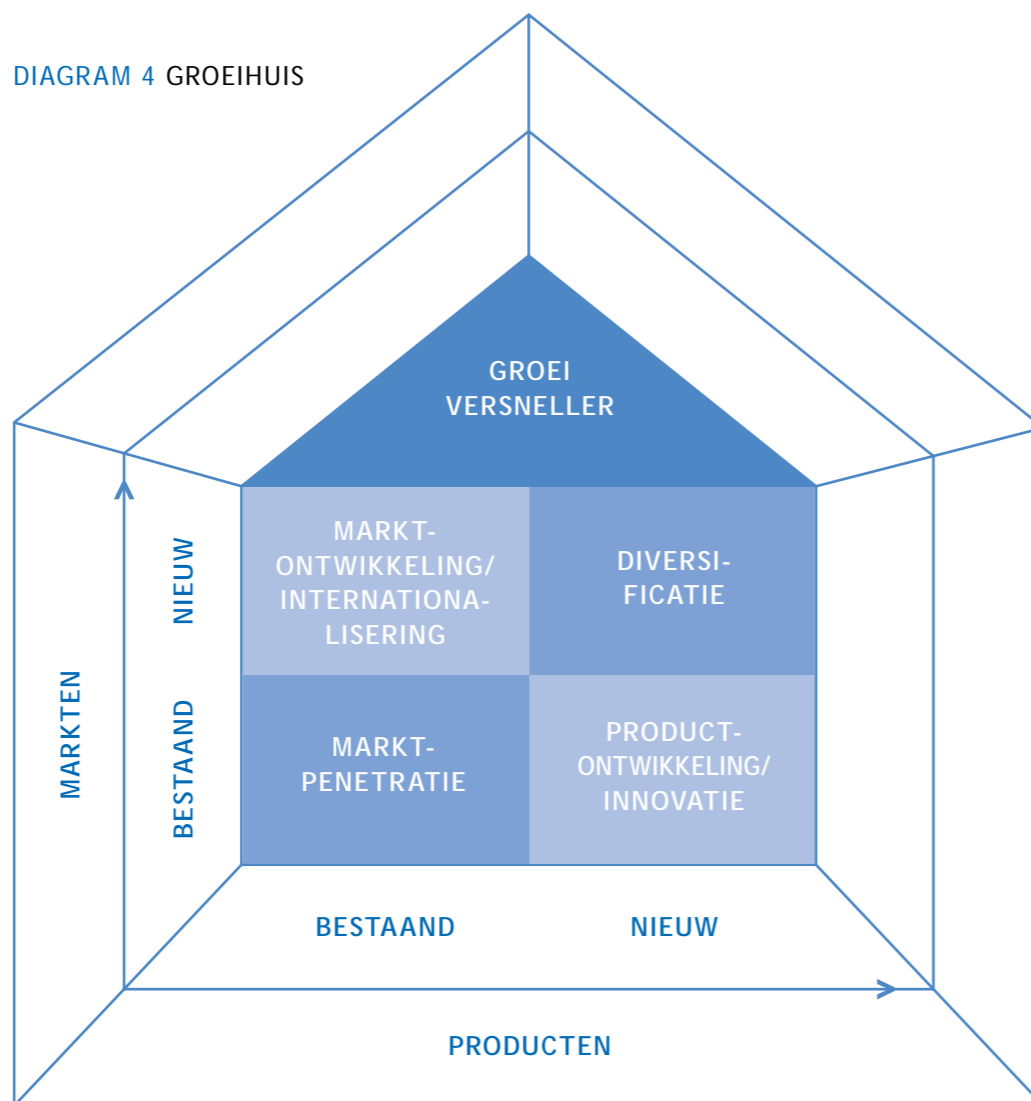 DIAGRAM 4 GROEIHUIS
GROEI
VERSNELLER
MARKT-
ONTWIKKELING/
INTERNATIONA-
LISERING
DIVERSI-
FICATIE
MARKT-
PENETRATIE
PRODUCT-
ONTWIKKELING/
INNOVATIE
MARKTEN
NIEUW
BESTAAND
BESTAAND
NIEUW
PRODUCTEN